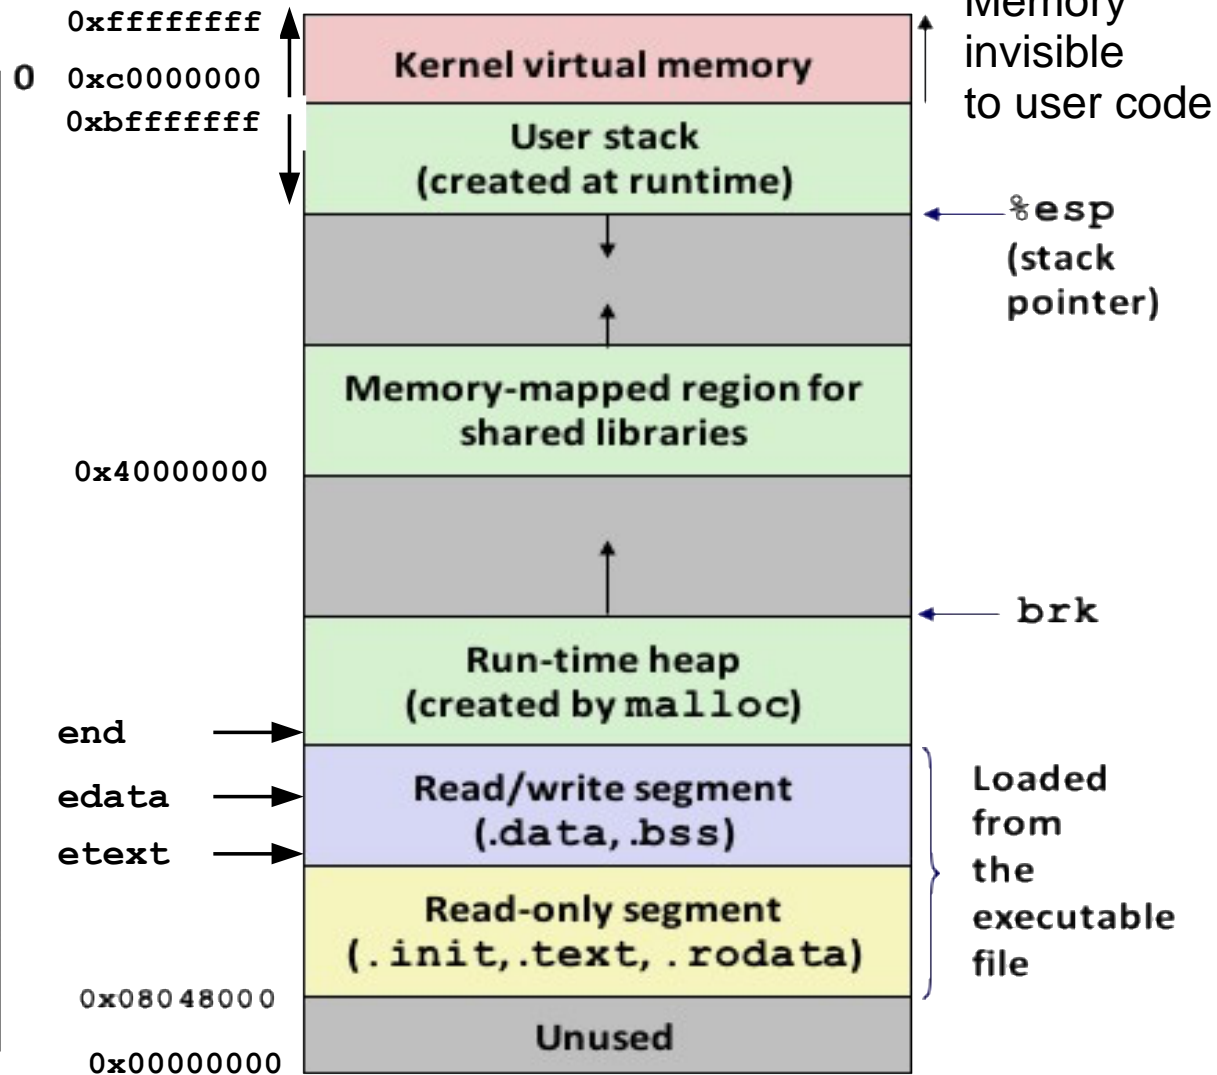 0xffffffff
Memory
invisible
to user code
0 0xc0000000
Kernel virtual memory
0xbfffffff
User stack
(created at runtime)
%esp
(stack
pointer)
Memory-mapped region for
shared libraries
0x40000000
brk
Run-time heap
(created by malloc)
end
Read/write segment
(.data, .bss)
edata
etext
Loaded
from
the
executable
file
Read-only segment
(.init, .text, .rodata)
0x08048000
Unused
0x00000000